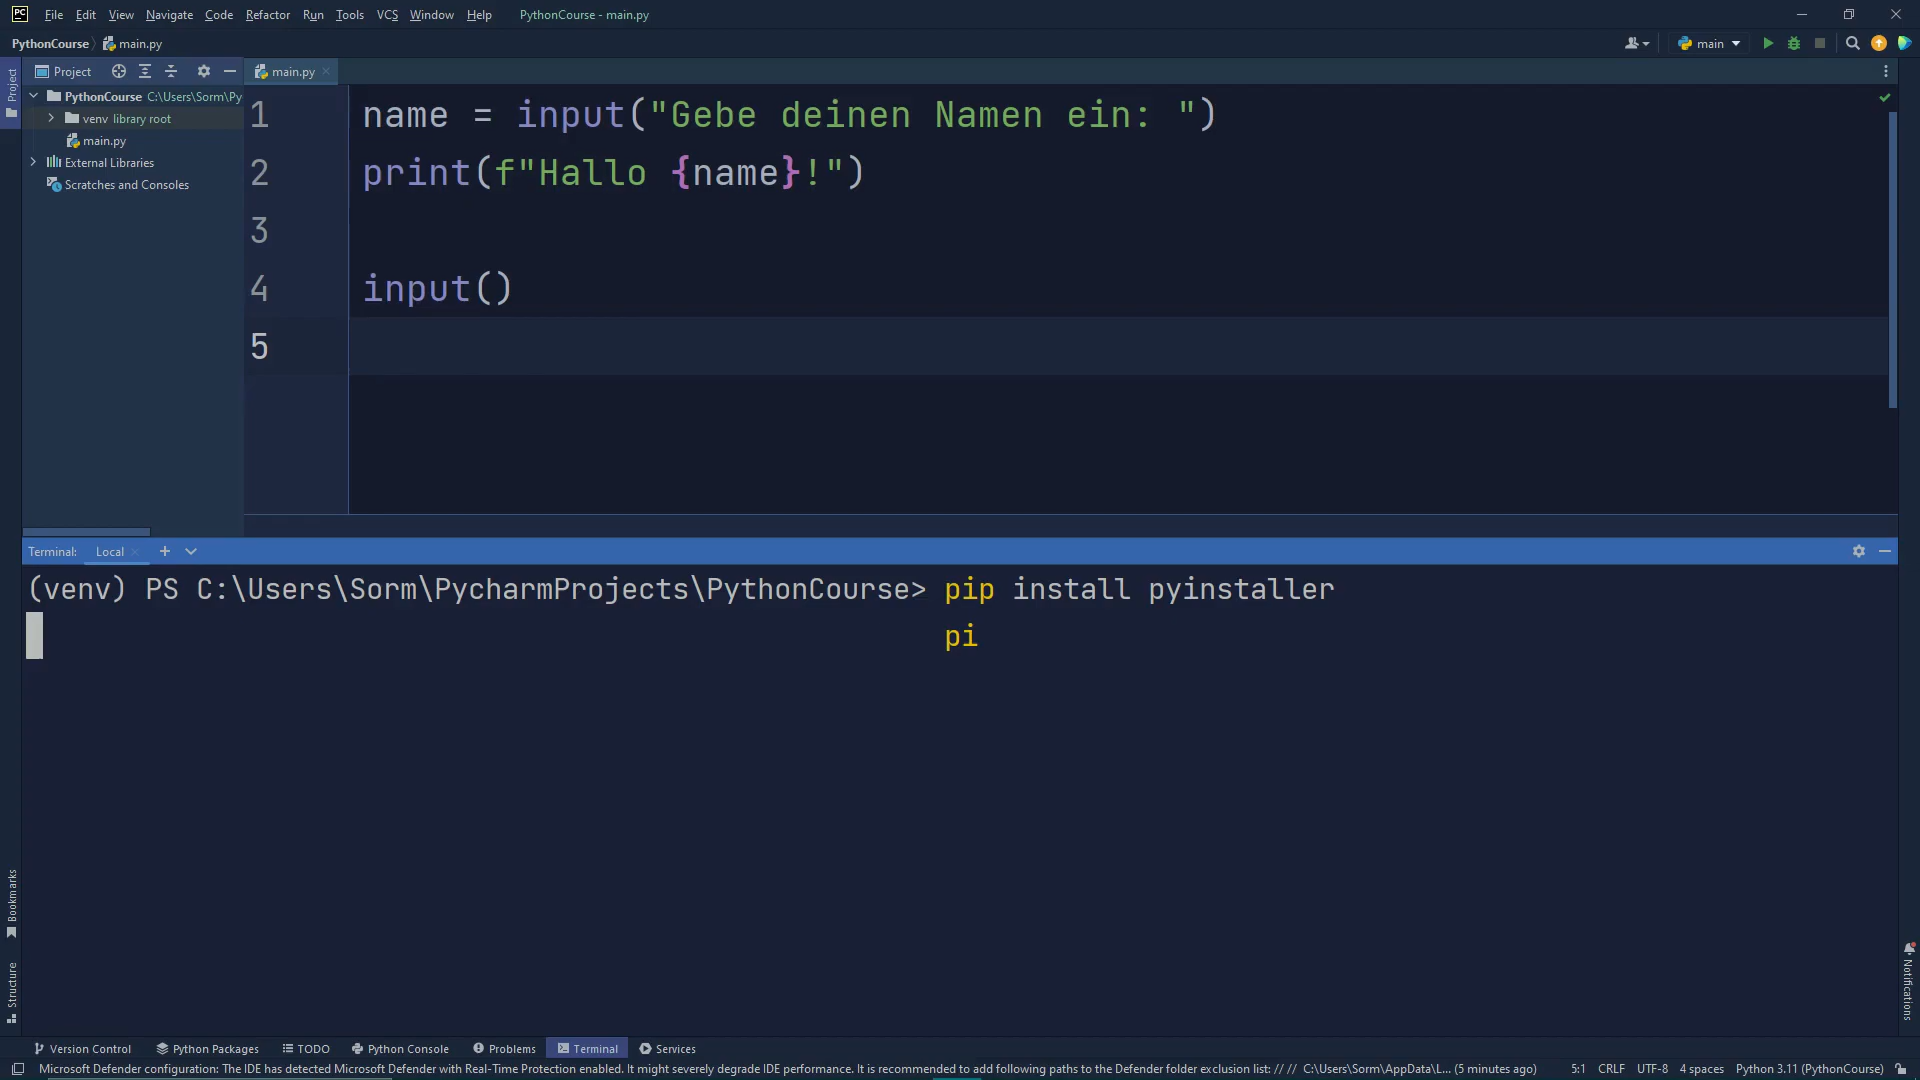 PC
File Edit View Navigate Code Refactor Run Tools VCS Window Help PythonCourse - main.py
PythonCourse main.py main
Project
Project
main.py
PythonCourse C:\Users\Sorm\Py
venv library root
main.py
External Libraries
Scratches and Consoles
1 name = input("Gebe deinen Namen ein: ")
2 print(f"Hallo {name}!")
3
4 input()
5
Terminal: Local
(venv) PS C:\Users\Sorm\PycharmProjects\PythonCourse> pip install pyinstaller
pi
Bookmarks
Structure
Notifications
Version Control Python Packages TODO Python Console Problems Terminal Services
Microsoft Defender configuration: The IDE has detected Microsoft Defender with Real-Time Protection enabled. It might severely degrade IDE performance. It is recommended to add following paths to the Defender folder exclusion list: // // C:\Users\Sorm\AppData\L... (5 minutes ago) 5:1 CRLF UTF-8 4 spaces Python 3.11 (PythonCourse)